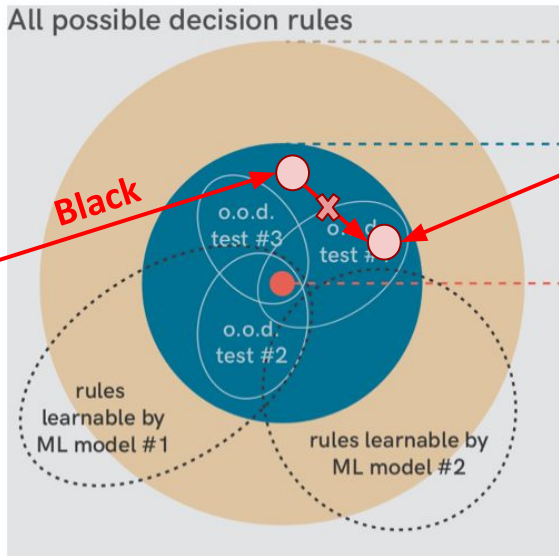 All possible decision rules
Black
o.o.d.
test #3
o.o.d.
test
o.o.d.
test #2
rules
learnable by
ML model #1
rules learnable by
ML model #2